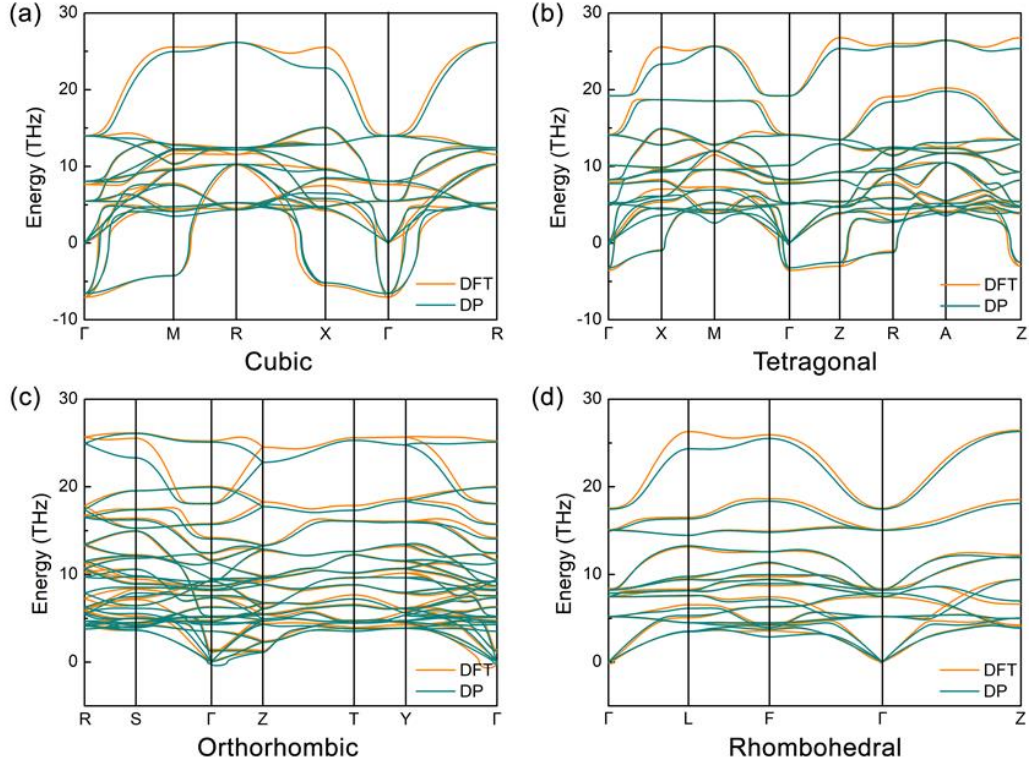 (a)
30
20
10
0
-10
Energy (THz)
DFT
DP
Γ M R X Γ R
Cubic
(b)
30
20
10
0
-10
Energy (THz)
DFT
DP
Γ X M Γ Z R A Z
Tetragonal
(c)
30
20
10
0
Energy (THz)
DFT
DP
R S Γ Z T Y Γ
Orthorhombic
(d)
30
20
10
0
Energy (THz)
DFT
DP
Γ L F Γ Z
Rhombohedral